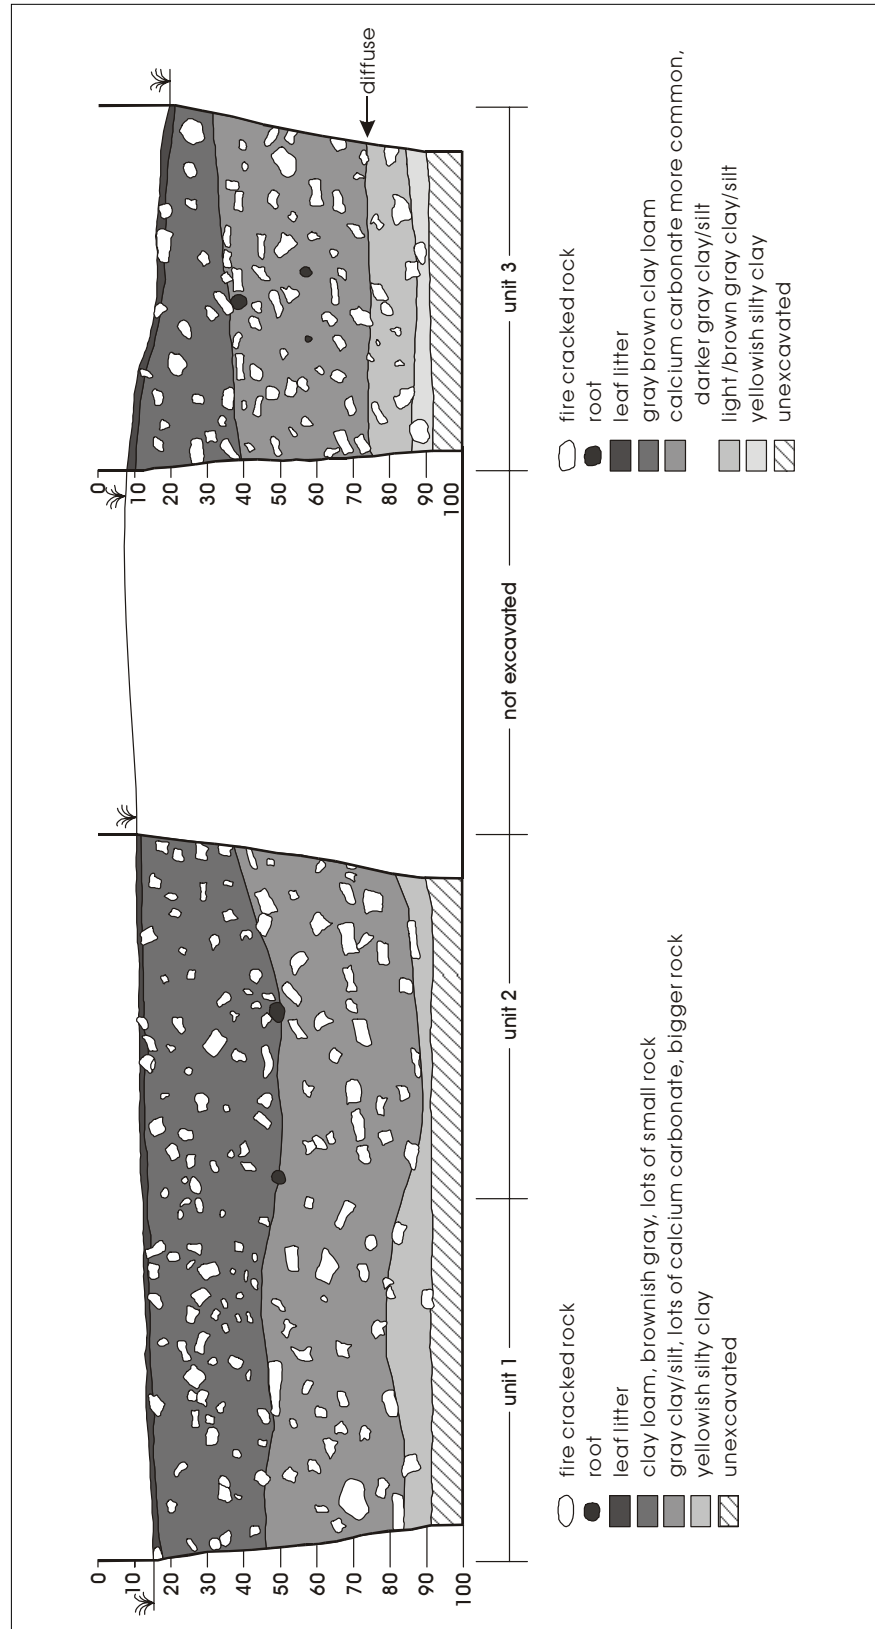 0
10
20
30
40
50
60
70
80
90
100
0
10
20
30
40
50
60
70
80
90
100
diffuse
unit 1
unit 2
not excavated
unit 3
fire cracked rock
root
leaf litter
clay loam, brownish gray, lots of small rock
gray clay/silt, lots of calcium carbonate, bigger rock
yellowish silty clay
unexcavated
fire cracked rock
root
leaf litter
gray brown clay loam
calcium carbonate more common,
darker gray clay/silt
light/brown gray clay/silt
yellowish silty clay
unexcavated